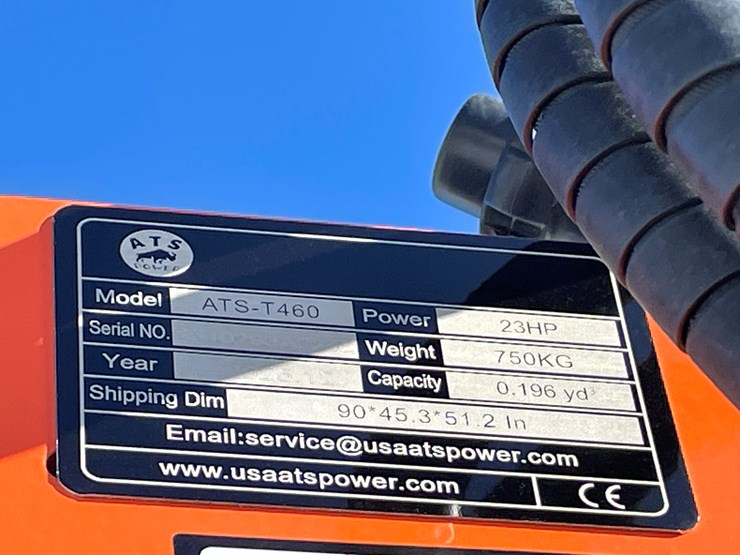 ATS
POWER
Model ATS-T460 Power 23HP
Serial NO. Weight 750KG
Year Capacity 0.196 yd³
Shipping Dim 90*45.3*51.2 In
Email:service@usaatspower.com
www.usaatspower.com CE